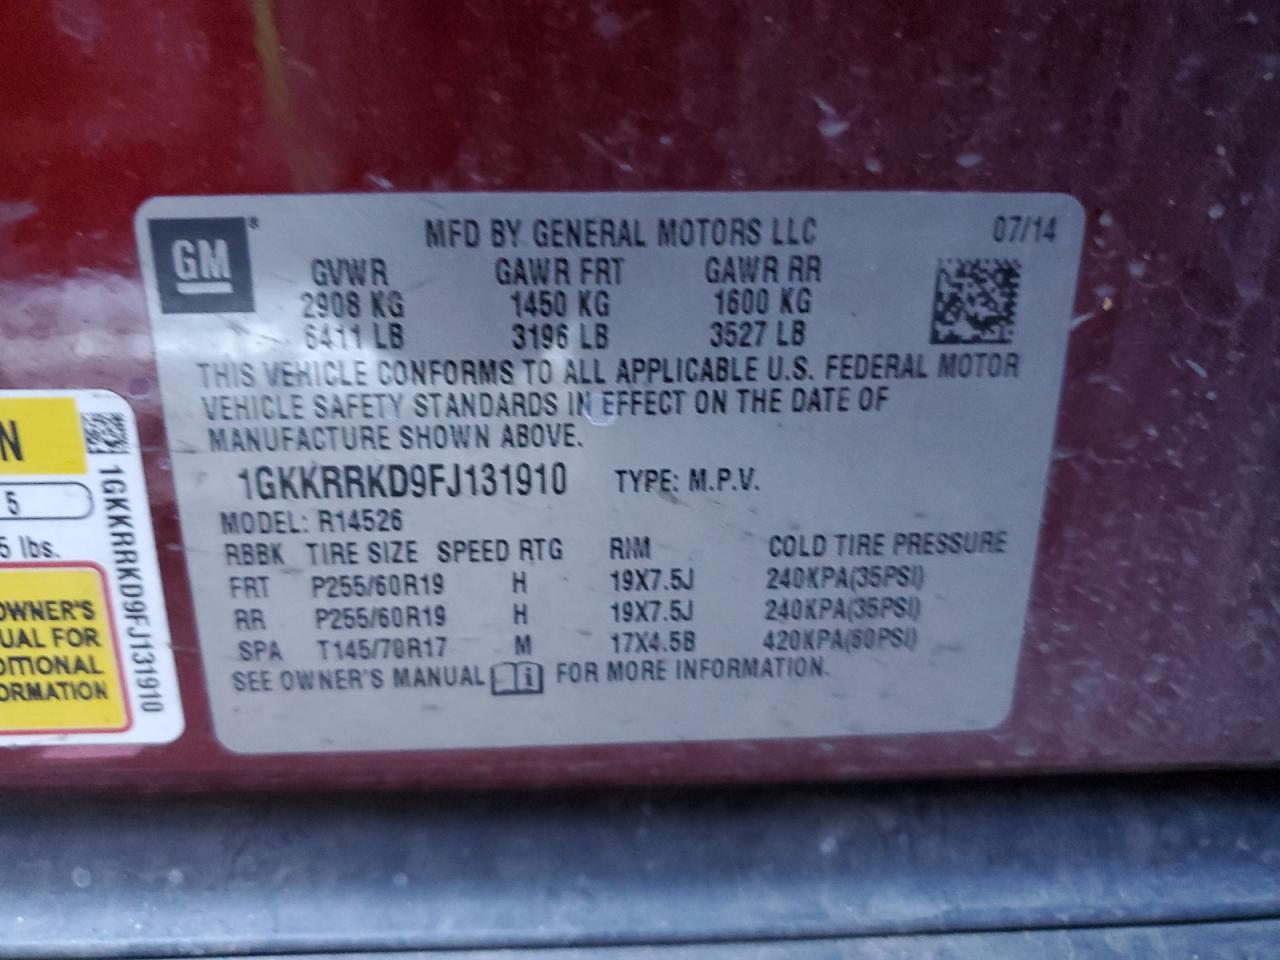 GM®
MFD BY GENERAL MOTORS LLC 07/14
GVWR GAWR FRT GAWR RR
2908 KG 1450 KG 1600 KG
6411 LB 3196 LB 3527 LB
THIS VEHICLE CONFORMS TO ALL APPLICABLE U.S. FEDERAL MOTOR
VEHICLE SAFETY STANDARDS IN EFFECT ON THE DATE OF
MANUFACTURE SHOWN ABOVE.
1GKKRRKD9FJ131910 TYPE: M.P.V.
MODEL: R14526
RBBK TIRE SIZE SPEED RTG RIM COLD TIRE PRESSURE
FRT P255/60R19 H 19X7.5J 240KPA(35PSI)
RR P255/60R19 H 19X7.5J 240KPA(35PSI)
SPA T145/70R17 M 17X4.5B 420KPA(60PSI)
SEE OWNER'S MANUAL i FOR MORE INFORMATION.
N
5
5 lbs.
OWNER'S
UAL FOR
DITIONAL
ORMATION
1GKKRRKD9FJ131910